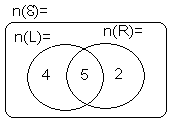 n(ℰ)=
n(L)= n(R)=
4 5 2